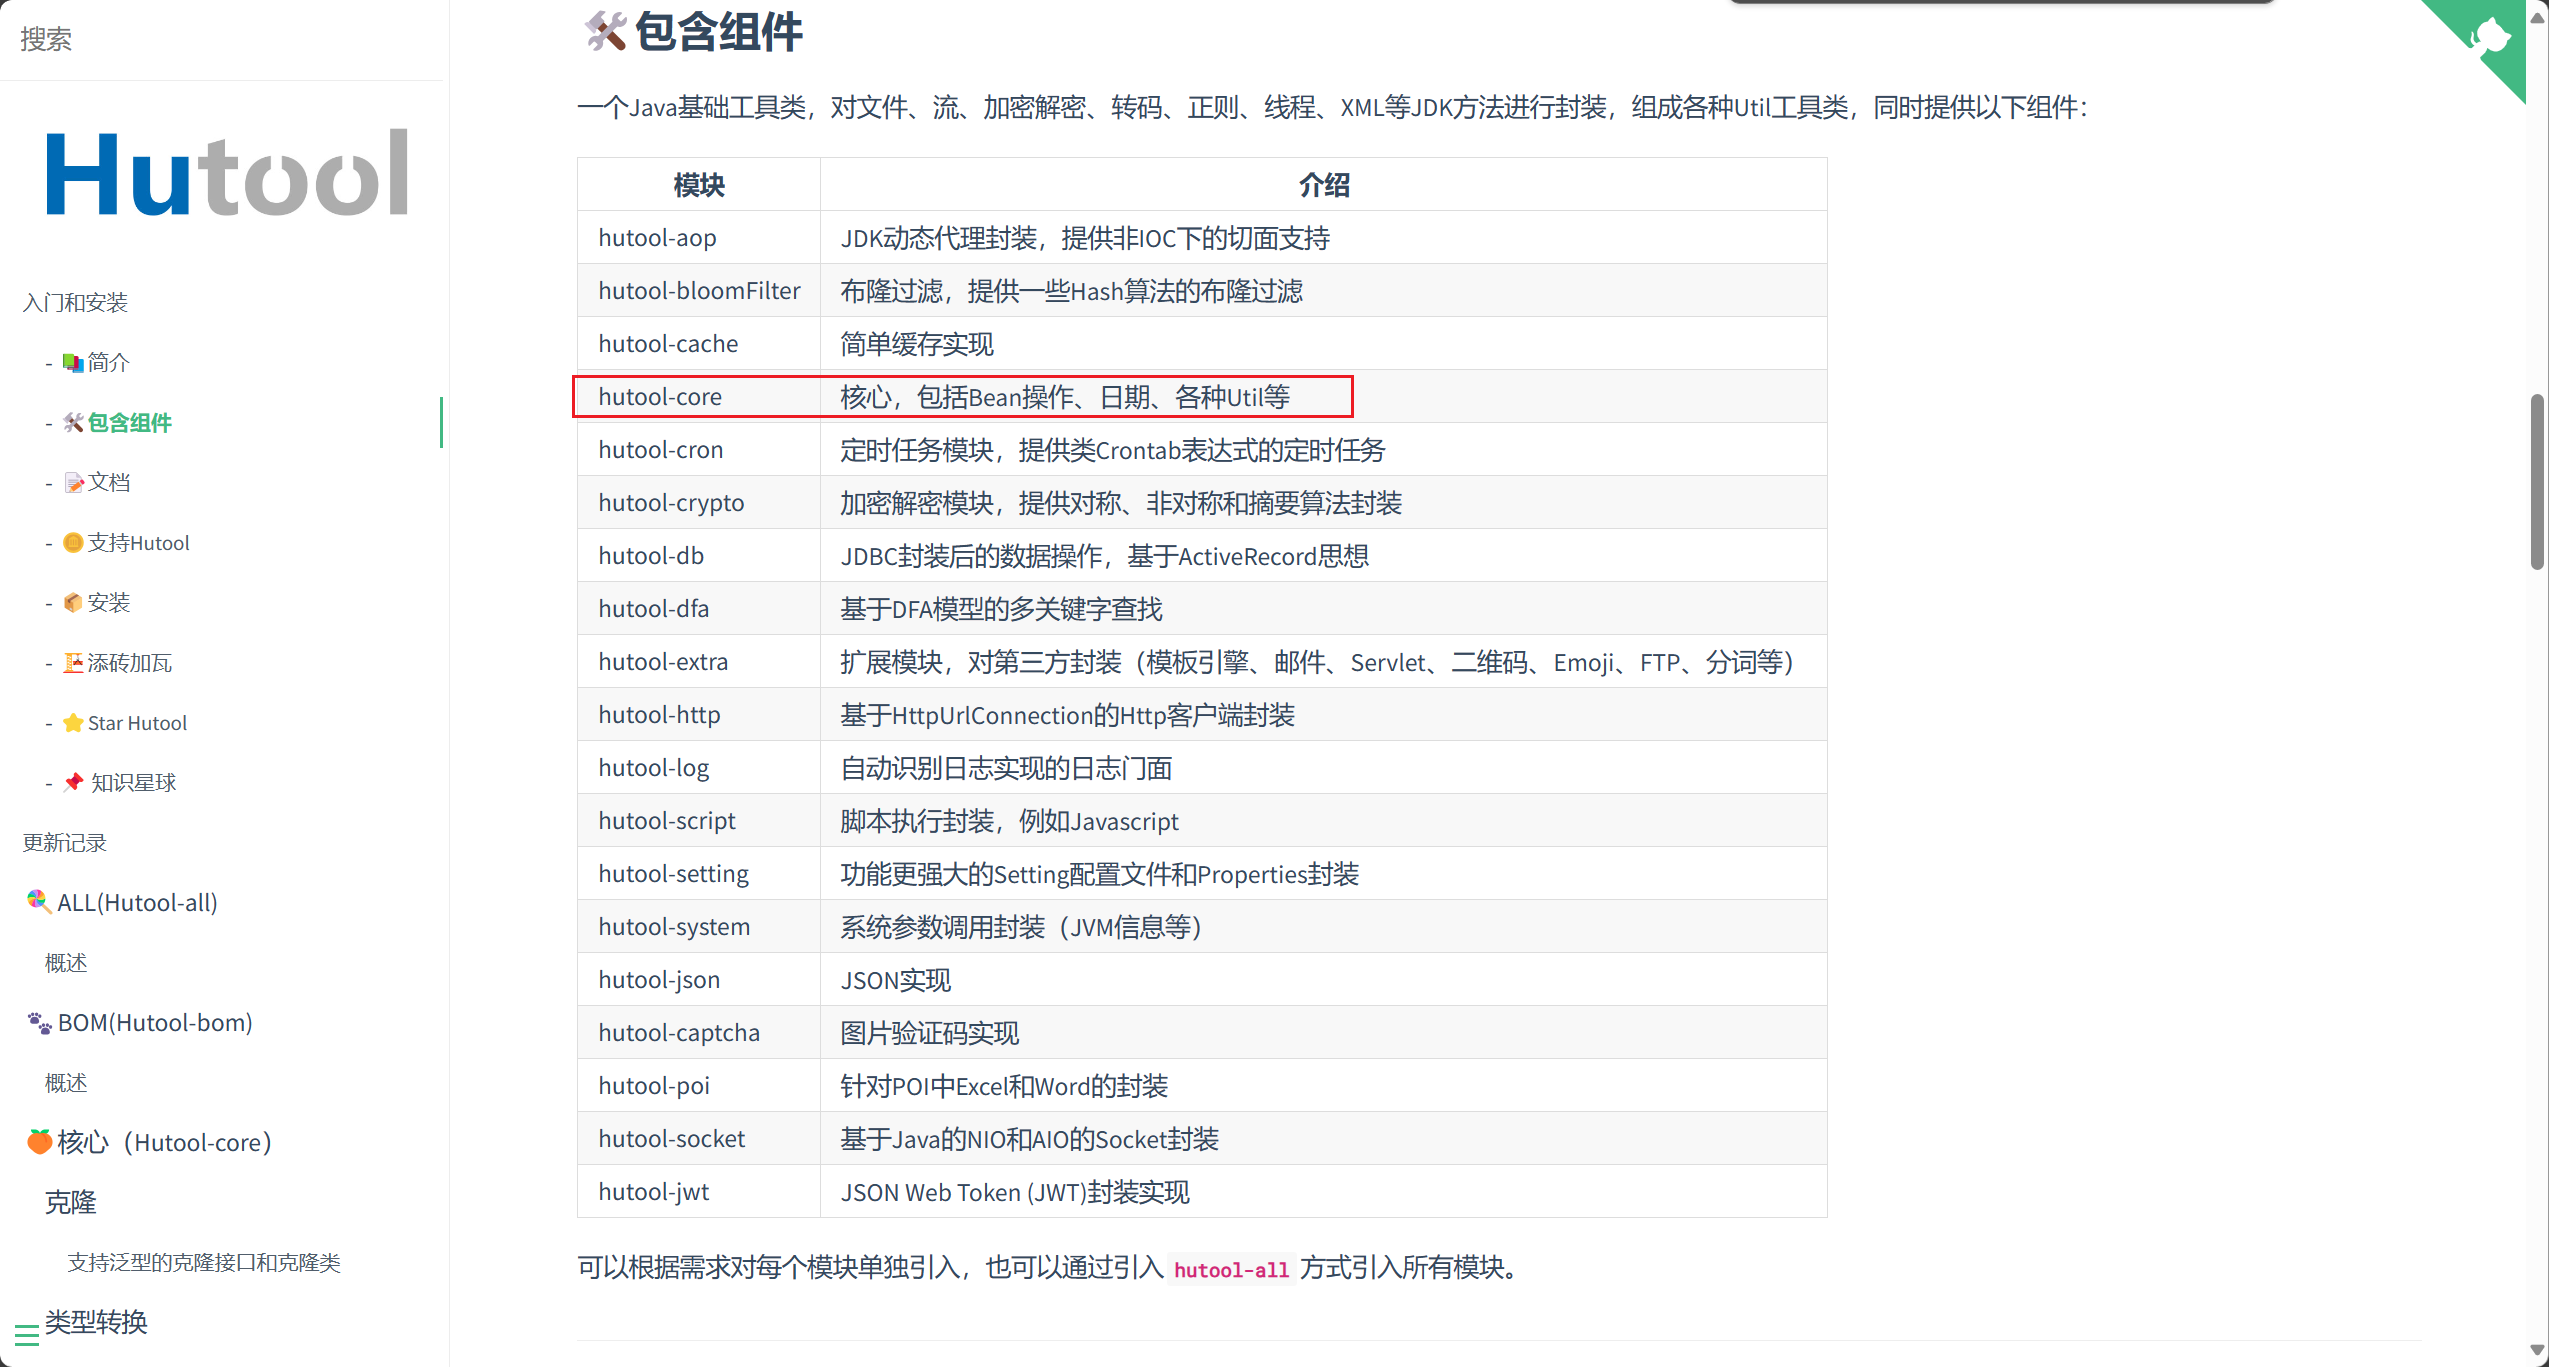 搜索
Hutool
入门和安装
- 📚简介
- 🛠️包含组件
- 📝文档
- 🪙支持Hutool
- 📦安装
- 🏗️添砖加瓦
- ⭐Star Hutool
- 📌 知识星球
更新记录
🍭ALL(Hutool-all)
概述
🐾BOM(Hutool-bom)
概述
🍑核心（Hutool-core）
克隆
支持泛型的克隆接口和克隆类
类型转换
🛠️包含组件
一个Java基础工具类，对文件、流、加密解密、转码、正则、线程、XML等JDK方法进行封装，组成各种Util工具类，同时提供以下组件：
模块 介绍
hutool-aop JDK动态代理封装，提供非IOC下的切面支持
hutool-bloomFilter 布隆过滤，提供一些Hash算法的布隆过滤
hutool-cache 简单缓存实现
hutool-core 核心，包括Bean操作、日期、各种Util等
hutool-cron 定时任务模块，提供类Crontab表达式的定时任务
hutool-crypto 加密解密模块，提供对称、非对称和摘要算法封装
hutool-db JDBC封装后的数据操作，基于ActiveRecord思想
hutool-dfa 基于DFA模型的多关键字查找
hutool-extra 扩展模块，对第三方封装（模板引擎、邮件、Servlet、二维码、Emoji、FTP、分词等）
hutool-http 基于HttpUrlConnection的Http客户端封装
hutool-log 自动识别日志实现的日志门面
hutool-script 脚本执行封装，例如Javascript
hutool-setting 功能更强大的Setting配置文件和Properties封装
hutool-system 系统参数调用封装（JVM信息等）
hutool-json JSON实现
hutool-captcha 图片验证码实现
hutool-poi 针对POI中Excel和Word的封装
hutool-socket 基于Java的NIO和AIO的Socket封装
hutool-jwt JSON Web Token (JWT)封装实现
可以根据需求对每个模块单独引入，也可以通过引入 hutool-all 方式引入所有模块。